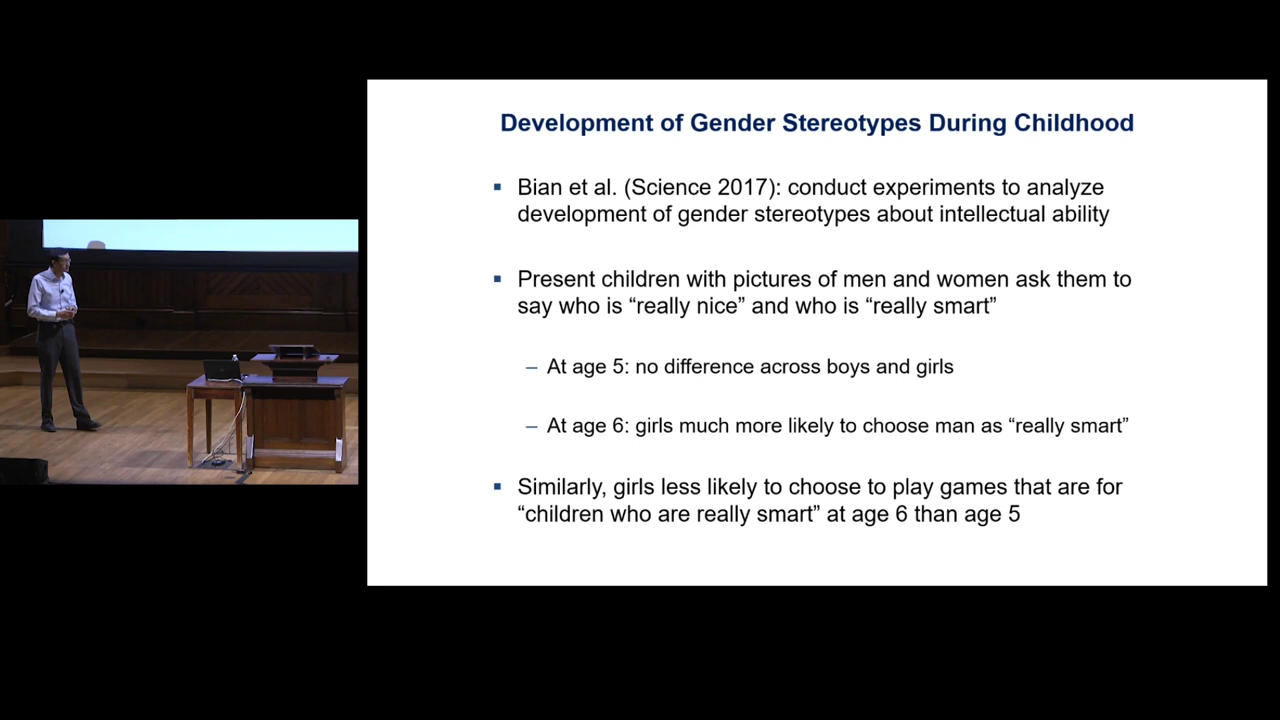 Development of Gender Stereotypes During Childhood
▪ Bian et al. (Science 2017): conduct experiments to analyze
development of gender stereotypes about intellectual ability
▪ Present children with pictures of men and women ask them to
say who is “really nice” and who is “really smart”
– At age 5: no difference across boys and girls
– At age 6: girls much more likely to choose man as “really smart”
▪ Similarly, girls less likely to choose to play games that are for
“children who are really smart” at age 6 than age 5